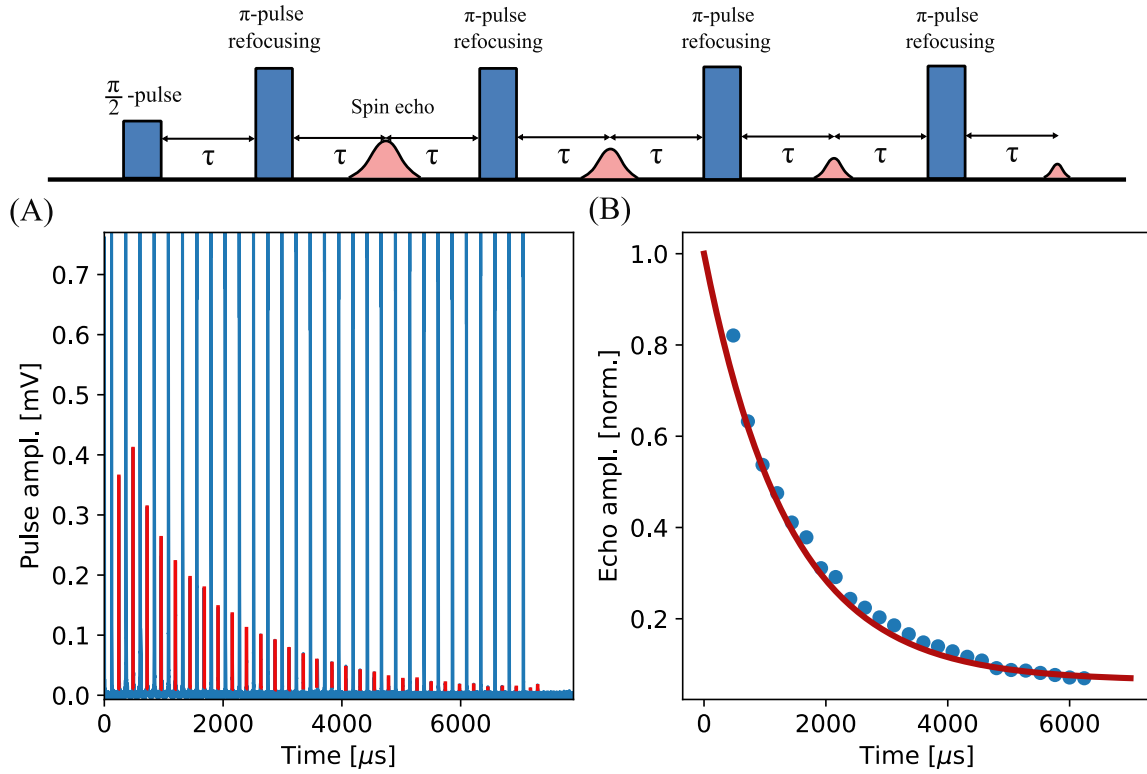 π-pulse
refocusing
π-pulse
refocusing
π-pulse
refocusing
π-pulse
refocusing
π/2 -pulse
Spin echo
τ τ τ τ τ τ τ
(A)
Pulse ampl. [mV]
0.7
0.6
0.5
0.4
0.3
0.2
0.1
0.0
0 2000 4000 6000
Time [μs]
(B)
Echo ampl. [norm.]
1.0
0.8
0.6
0.4
0.2
0 2000 4000 6000
Time [μs]